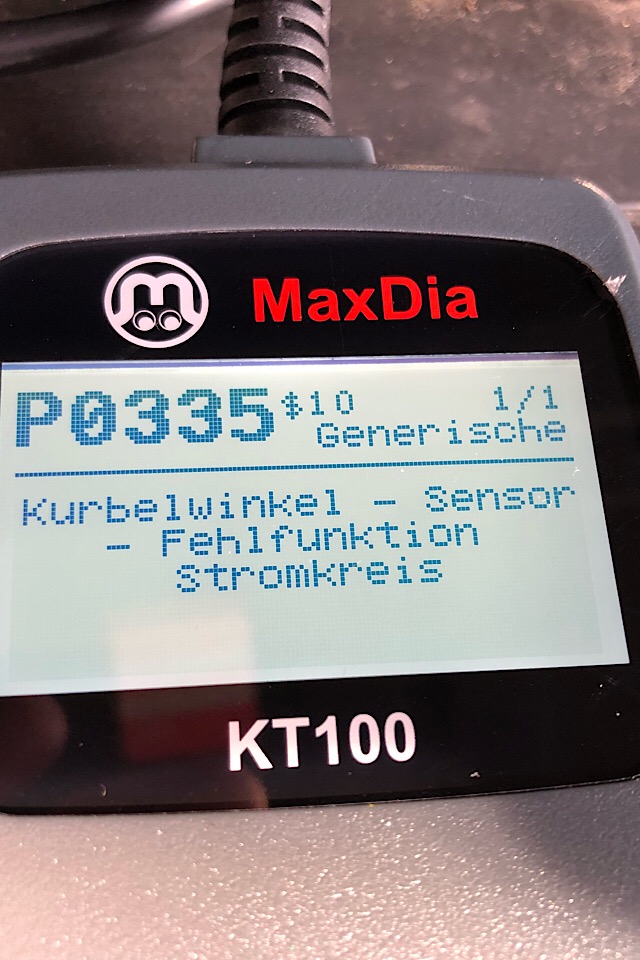 MaxDia
P0335 $10 1/1
Generische
Kurbelwinkel - Sensor
- Fehlfunktion
Stromkreis
KT100